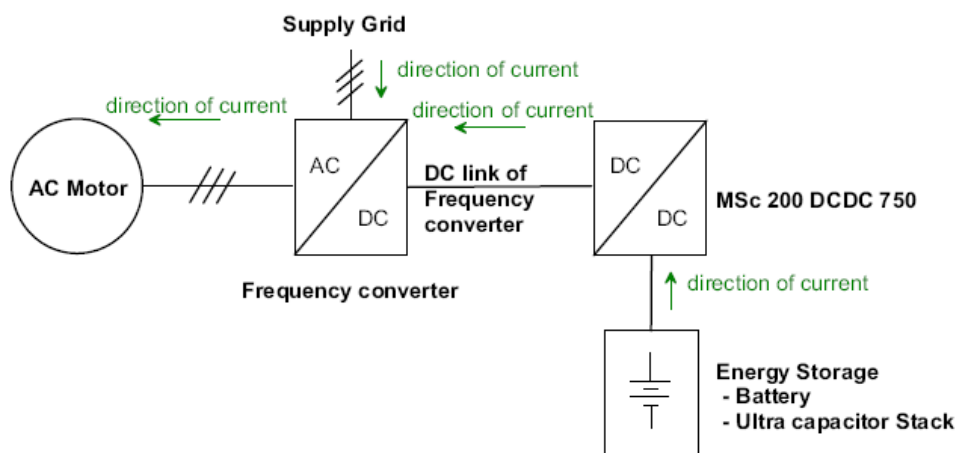 Supply Grid
direction of current
direction of current
direction of current
AC Motor
AC
DC
DC link of
Frequency
converter
DC
DC
MSc 200 DCDC 750
Frequency converter
direction of current
Energy Storage
- Battery
- Ultra capacitor Stack